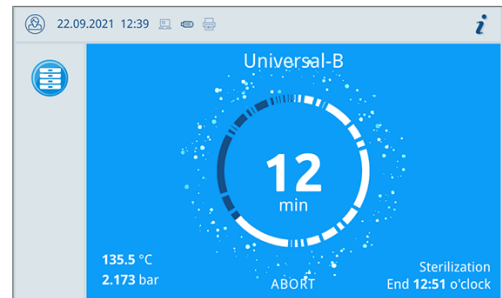 22.09.2021 12:39
i
Universal-B
12
min
135.5 °C
2.173 bar
ABORT
Sterilization
End 12:51 o'clock